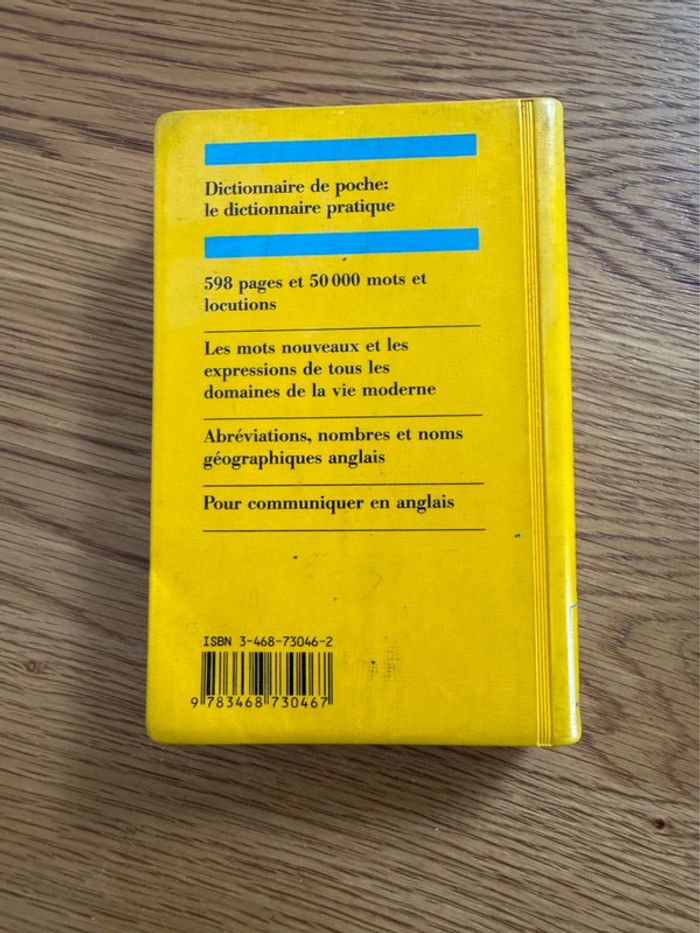 Dictionnaire de poche:
le dictionnaire pratique
598 pages et 50 000 mots et
locutions
Les mots nouveaux et les
expressions de tous les
domaines de la vie moderne
Abréviations, nombres et noms
géographiques anglais
Pour communiquer en anglais
ISBN 3-468-73046-2
9 783468 730467